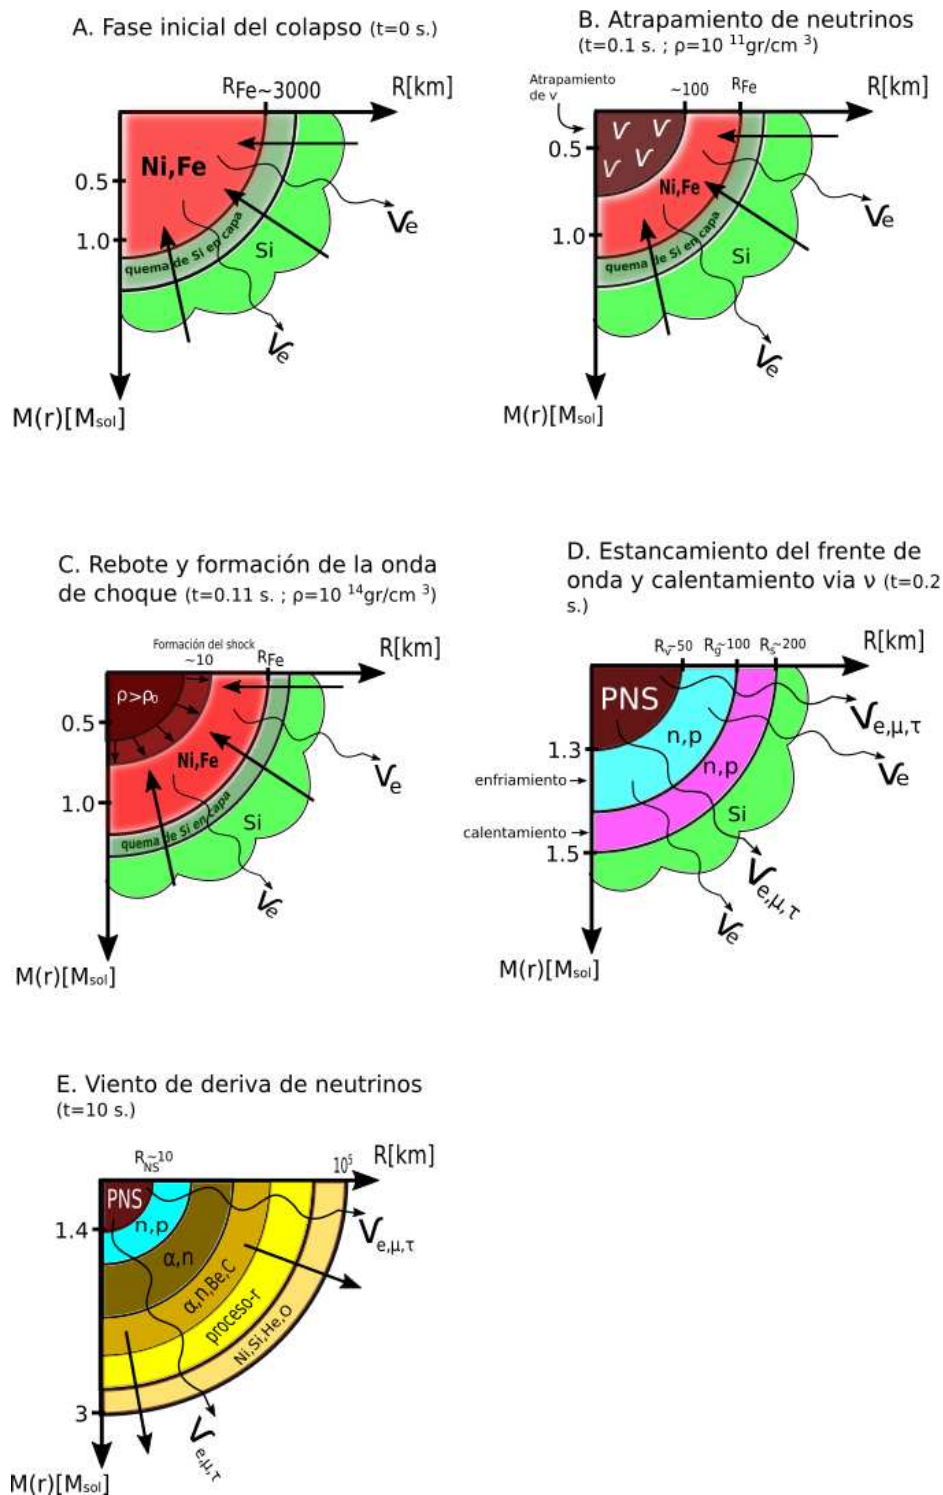 A. Fase inicial del colapso (t=0 s.)
RFe~3000
R[km]
Ni,Fe
0.5
1.0
quema de Si en capa
Si
νe
νe
M(r)[Msol]
B. Atrapamiento de neutrinos
(t=0.1 s. ; ρ=10 ¹¹gr/cm ³)
Atrapamiento
de ν
~100
RFe
R[km]
ν ν
ν ν
0.5
Ni,Fe
1.0
quema de Si en capa
Si
νe
νe
M(r)[Msol]
C. Rebote y formación de la onda
de choque (t=0.11 s. ; ρ=10 ¹⁴gr/cm ³)
Formación del shock
~10
RFe
R[km]
ρ>ρ₀
0.5
Ni,Fe
1.0
quema de Si en capa
Si
νe
νe
M(r)[Msol]
D. Estancamiento del frente de
onda y calentamiento via ν (t=0.2
s.)
Rν~50
Rg~100
Rs~200
R[km]
PNS
n,p
n,p
1.3
enfriamiento
calentamiento
1.5
Si
νe,μ,τ
νe
νe,μ,τ
νe
M(r)[Msol]
E. Viento de deriva de neutrinos
(t=10 s.)
RNS~10
10⁵
R[km]
PNS
n,p
1.4
α,n
α,n,Be,C
proceso-r
Ni,Si,He,O
νe,μ,τ
3
νe,μ,τ
M(r)[Msol]